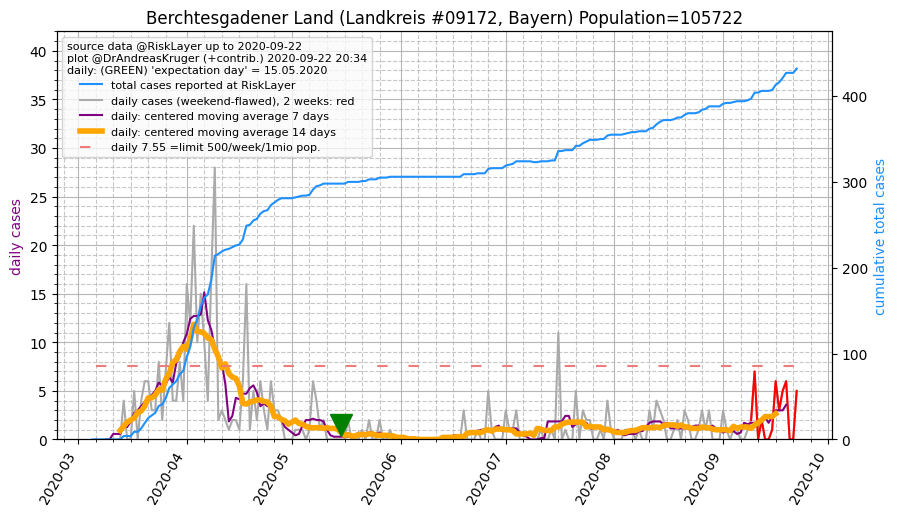 Berchtesgadener Land (Landkreis #09172, Bayern) Population=105722
source data @RiskLayer up to 2020-09-22
plot @DrAndreasKruger (+contrib.) 2020-09-22 20:34
daily: (GREEN) 'expectation day' = 15.05.2020
total cases reported at RiskLayer
daily cases (weekend-flawed), 2 weeks: red
daily: centered moving average 7 days
daily: centered moving average 14 days
daily 7.55 =limit 500/week/1mio pop.
daily cases
40
35
30
25
20
15
10
5
0
cumulative total cases
400
300
200
100
0
2020-03
2020-04
2020-05
2020-06
2020-07
2020-08
2020-09
2020-10